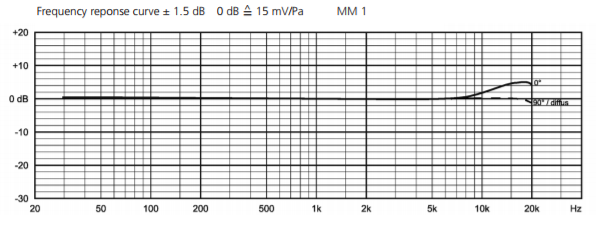 Frequency reponse curve ± 1.5 dB 0 dB ≙ 15 mV/Pa MM 1
+20
+10
0 dB
-10
-20
-30
0°
90° / diffus
20 50 100 200 500 1k 2k 5k 10k 20k Hz